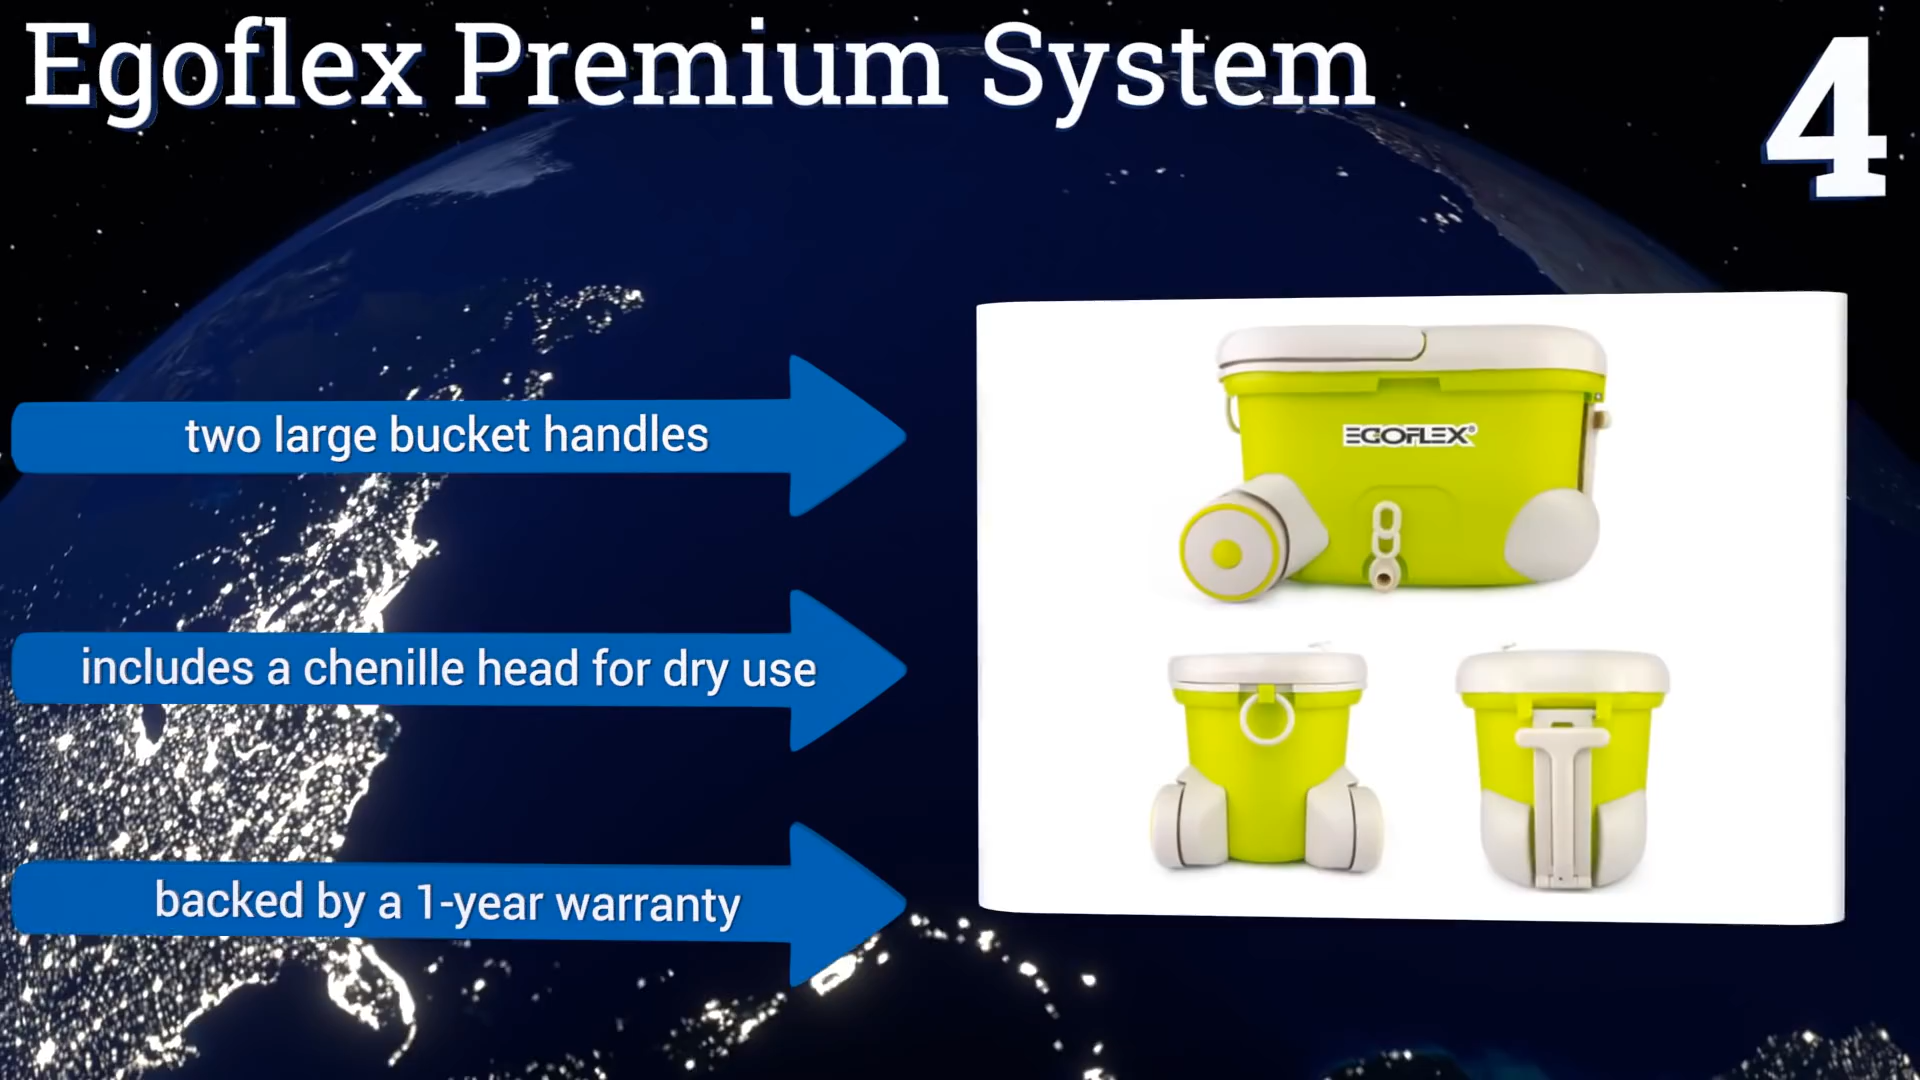 Egoflex Premium System
4
two large bucket handles
EGOFLEX®
includes a chenille head for dry use
backed by a 1-year warranty